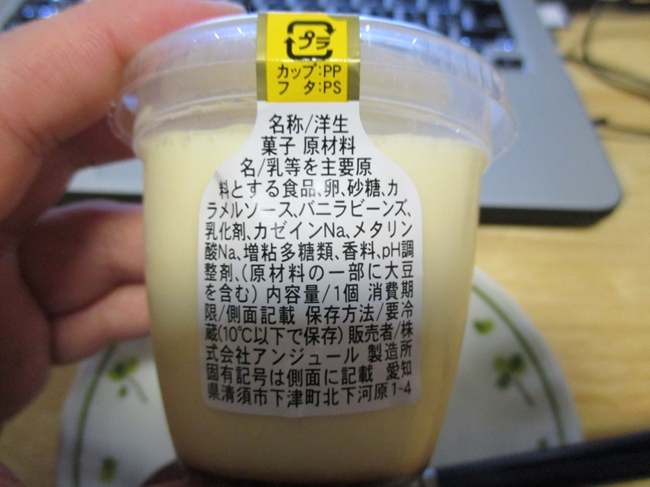 プラ
カップ:PP
フタ:PS
名称/洋生
菓子 原材料
名/乳等を主要原
料とする食品、卵、砂糖、カ
ラメルソース、バニラビーンズ、
乳化剤、カゼインNa、メタリン
酸Na、増粘多糖類、香料、pH調
整剤、(原材料の一部に大豆
を含む) 内容量/1個 消費期
限/側面記載 保存方法/要冷
蔵(10℃以下で保存) 販売者/株
式会社アンジュール 製造所
固有記号は側面に記載 愛知
県清須市下津町北下河原1-4